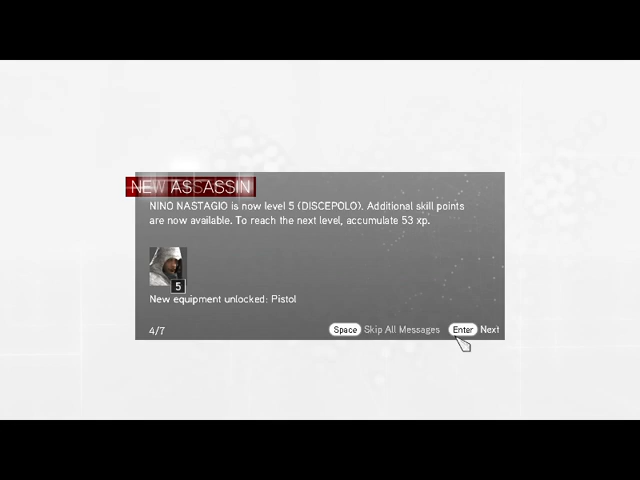 NEW ASSASSIN
NINO NASTAGIO is now level 5 (DISCEPOLO). Additional skill points
are now available. To reach the next level, accumulate 53 xp.
5
New equipment unlocked: Pistol
4/7 Space Skip All Messages Enter Next